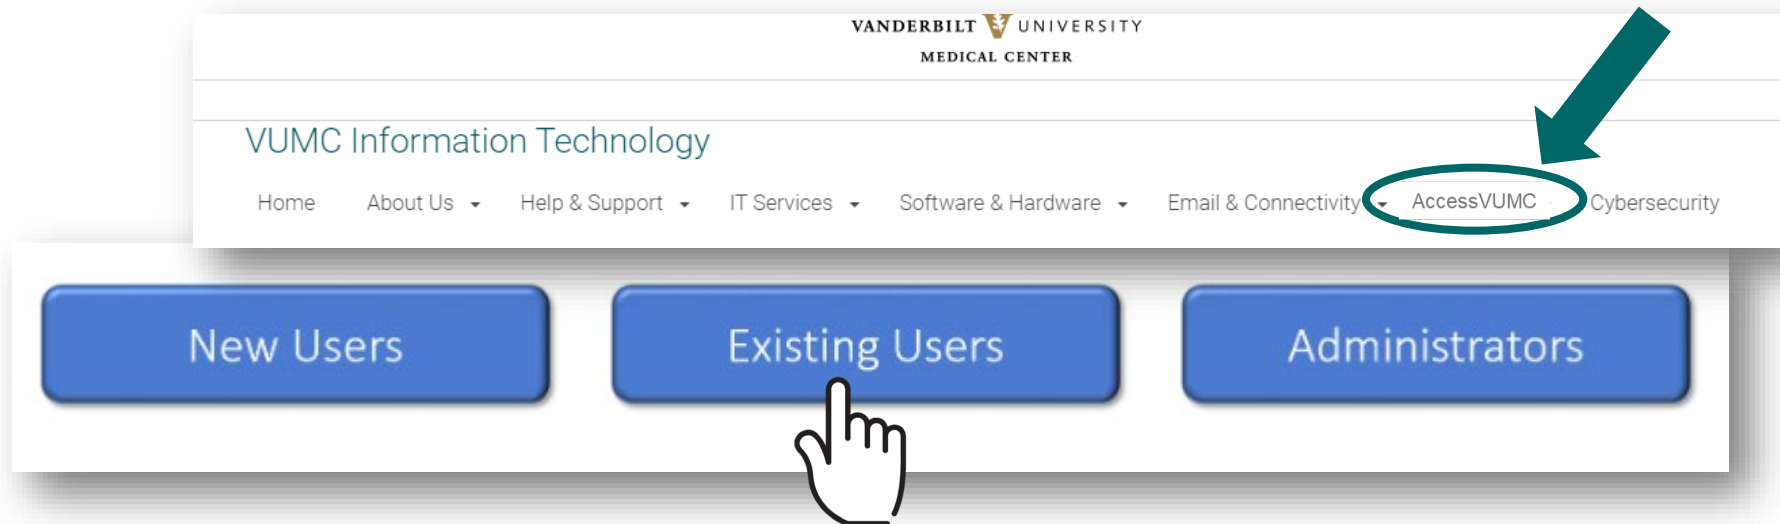 VANDERBILT UNIVERSITY
MEDICAL CENTER
VUMC Information Technology
Home About Us Help & Support IT Services Software & Hardware Email & Connectivity AccessVUMC Cybersecurity
New Users Existing Users Administrators